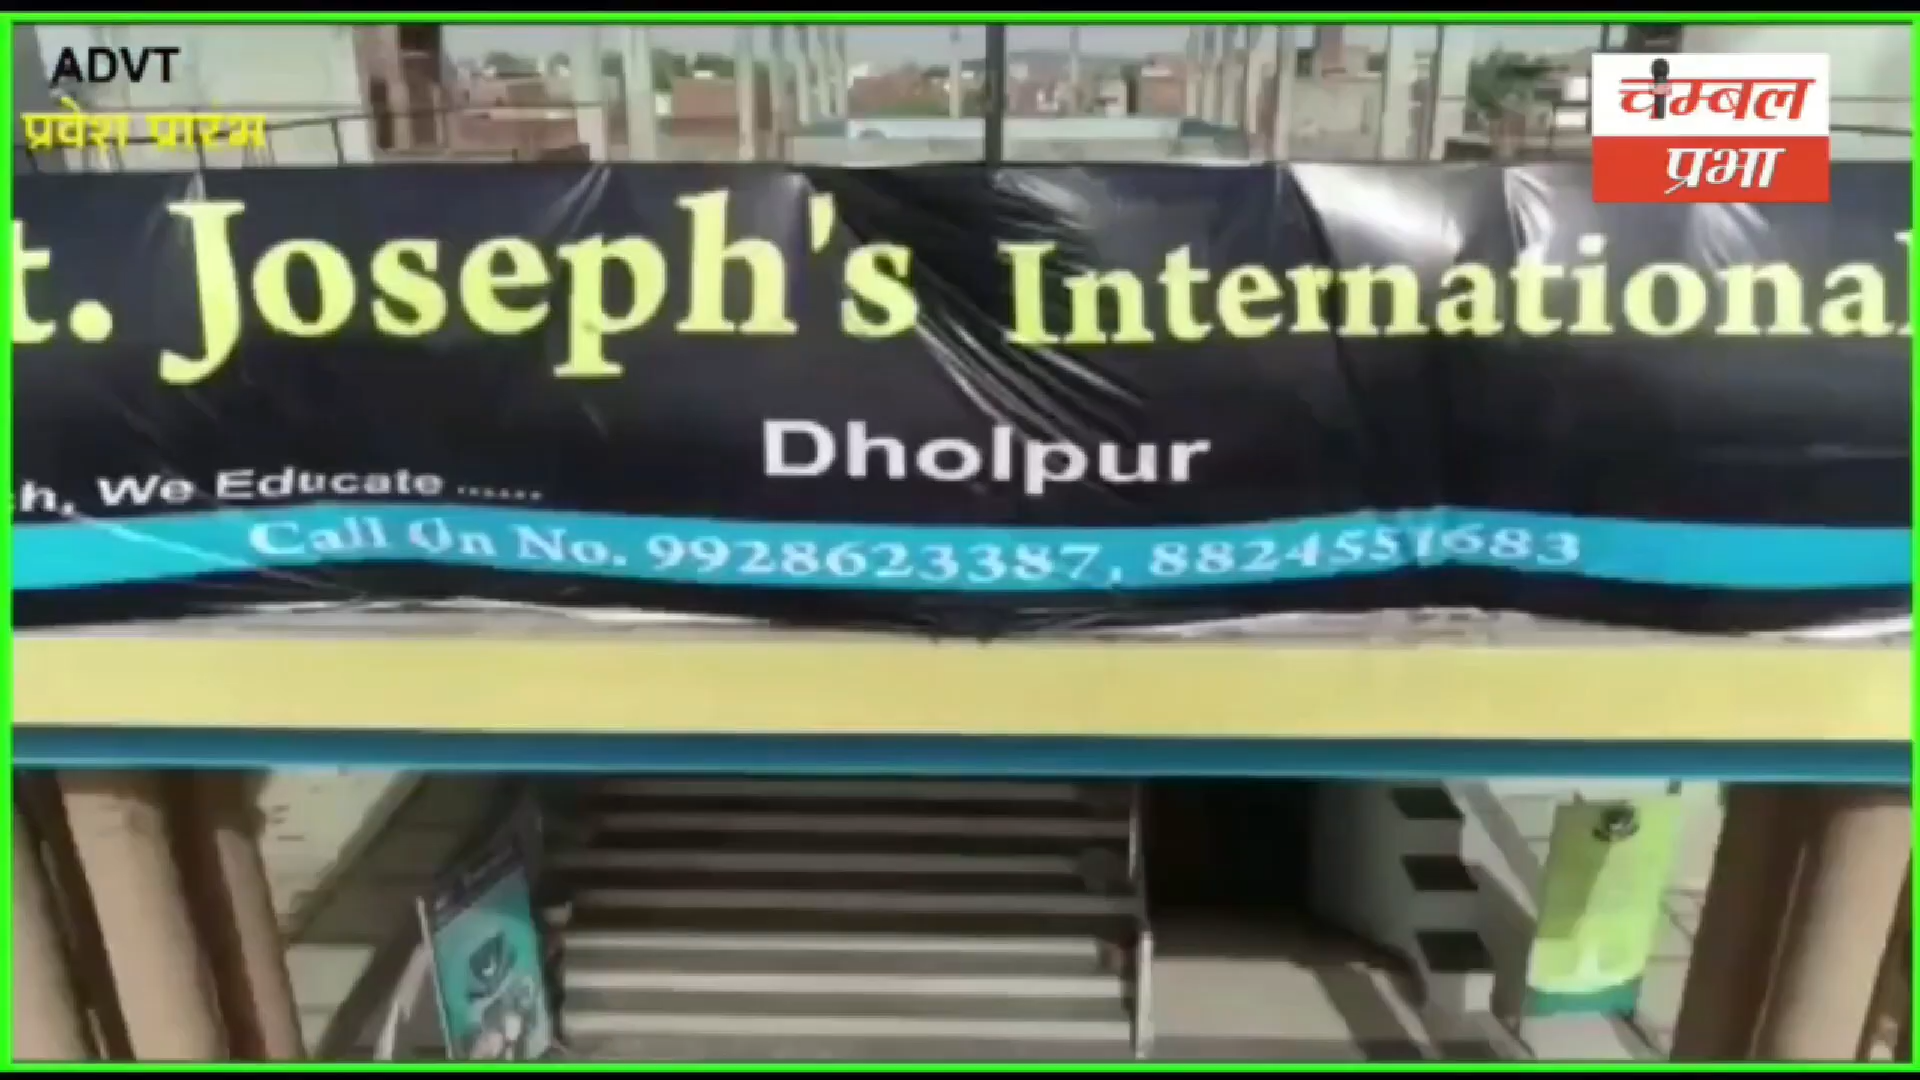 ADVT
प्रवेश प्रारंभ
चम्बल
प्रभा
t. Joseph's International
Dholpur
h, We Educate ......
Call On No. 9928623387, 8824551683